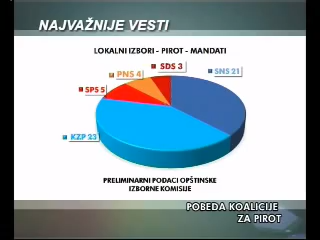 NAJVAŽNIJE VESTI
LOKALNI IZBORI - PIROT - MANDATI
SDS 3
PNS 4
SNS 21
SPS 5
KZP 23
PRELIMINARNI PODACI OPŠTINSKE
IZBORNE KOMISIJE
POBEDA KOALICIJE
ZA PIROT